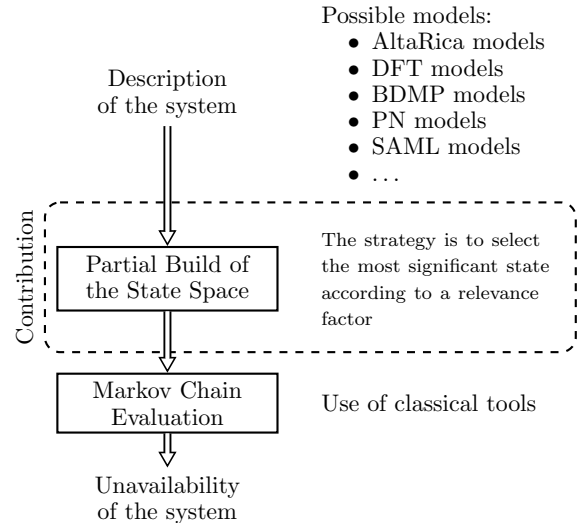 Possible models:
• AltaRica models
• DFT models
• BDMP models
• PN models
• SAML models
• . . .
Description
of the system
Contribution
Partial Build of
the State Space
The strategy is to select
the most significant state
according to a relevance
factor
Markov Chain
Evaluation
Use of classical tools
Unavailability
of the system